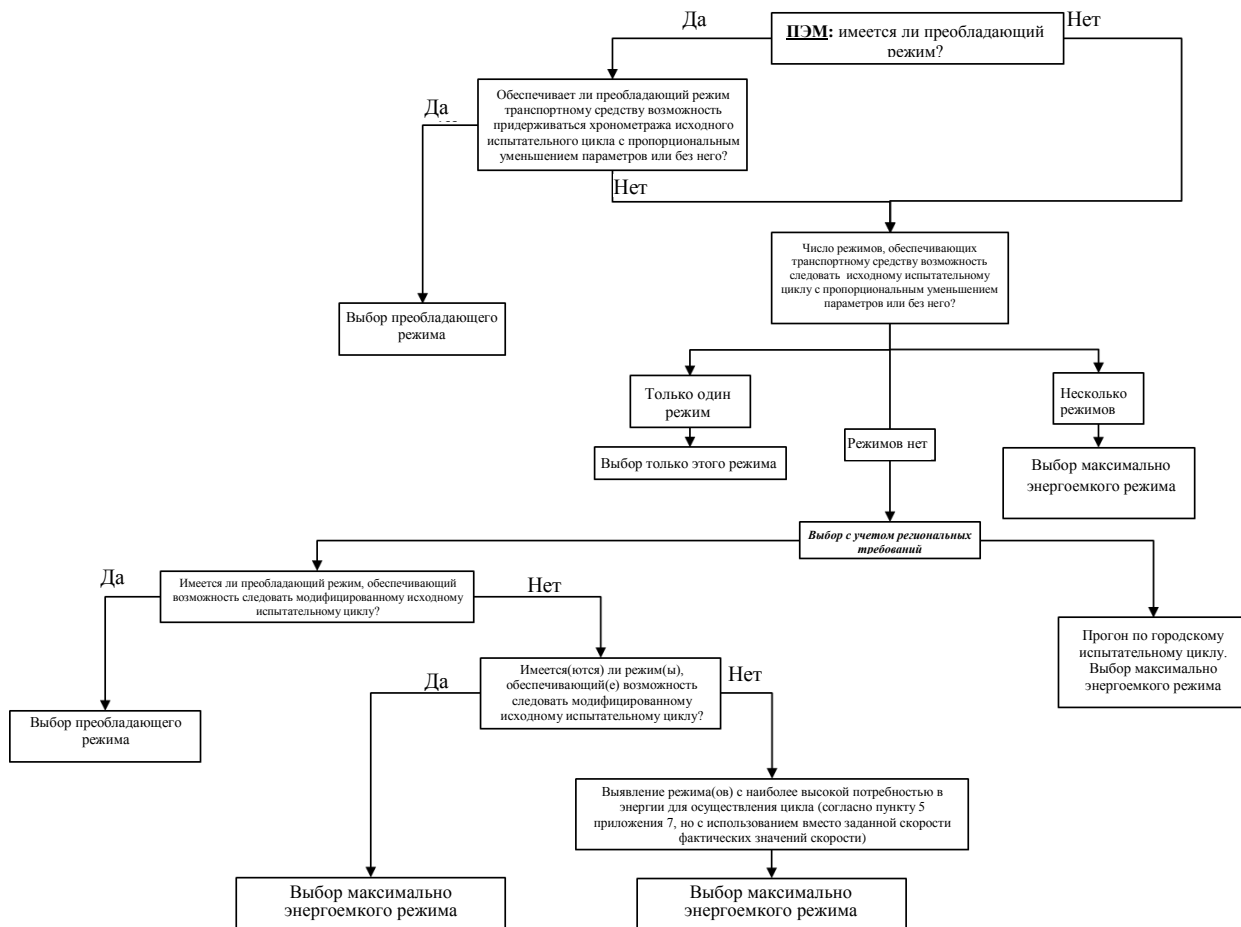 Да
Нет
ПЭМ: имеется ли преобладающий
режим?
Да
Обеспечивает ли преобладающий режим
транспортному средству возможность
придерживаться хронометража исходного
испытательного цикла с пропорциональным
уменьшением параметров или без него?
Нет
Число режимов, обеспечивающих
транспортному средству возможность
следовать исходному испытательному
циклу с пропорциональным уменьшением
параметров или без него?
Выбор преобладающего
режима
Только один
режим
Режимов нет
Несколько
режимов
Выбор только этого режима
Выбор максимально
энергоемкого режима
Выбор с учетом региональных
требований
Да
Имеется ли преобладающий режим, обеспечивающий
возможность следовать модифицированному исходному
испытательному циклу?
Нет
Прогон по городскому
испытательному циклу.
Выбор максимально
энергоемкого режима
Да
Имеется(ются) ли режим(ы),
обеспечивающий(е) возможность
следовать модифицированному
исходному испытательному циклу?
Нет
Выбор преобладающего
режима
Выявление режима(ов) с наиболее высокой потребностью в
энергии для осуществления цикла (согласно пункту 5
приложения 7, но с использованием вместо заданной скорости
фактических значений скорости)
Выбор максимально
энергоемкого режима
Выбор максимально
энергоемкого режима